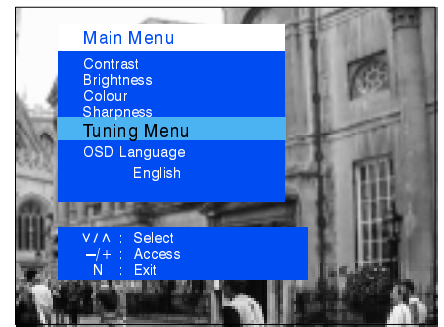 Main Menu
Contrast
Brightness
Colour
Sharpness
Tuning Menu
OSD Language
English
∨/∧ : Select
–/+ : Access
N : Exit